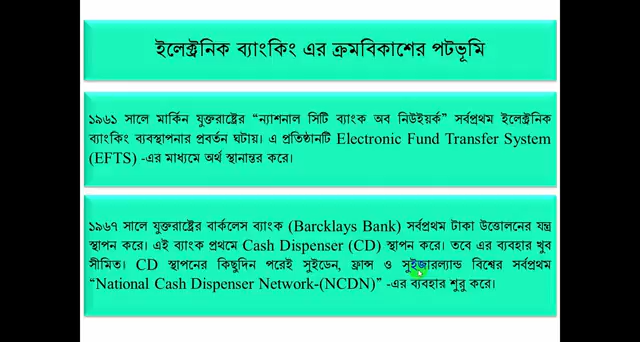 ইলেক্ট্রনিক ব্যাংকিং এর ক্রমবিকাশের পটভূমি
১৯৬১ সালে মার্কিন যুক্তরাষ্ট্রের “ন্যাশনাল সিটি ব্যাংক অব নিউইয়র্ক” সর্বপ্রথম ইলেক্ট্রনিক
ব্যাংকিং ব্যবস্থাপনার প্রবর্তন ঘটায়। এ প্রতিষ্ঠানটি Electronic Fund Transfer System
(EFTS) -এর মাধ্যমে অর্থ স্থানান্তর করে।
১৯৬৭ সালে যুক্তরাষ্ট্রের বার্কলেস ব্যাংক (Barcklays Bank) সর্বপ্রথম টাকা উত্তোলনের যন্ত্র
স্থাপন করে। এই ব্যাংক প্রথমে Cash Dispenser (CD) স্থাপন করে। তবে এর ব্যবহার খুব
সীমিত। CD স্থাপনের কিছুদিন পরেই সুইডেন, ফ্রান্স ও সুইজারল্যান্ড বিশ্বের সর্বপ্রথম
“National Cash Dispenser Network-(NCDN)” -এর ব্যবহার শুরু করে।